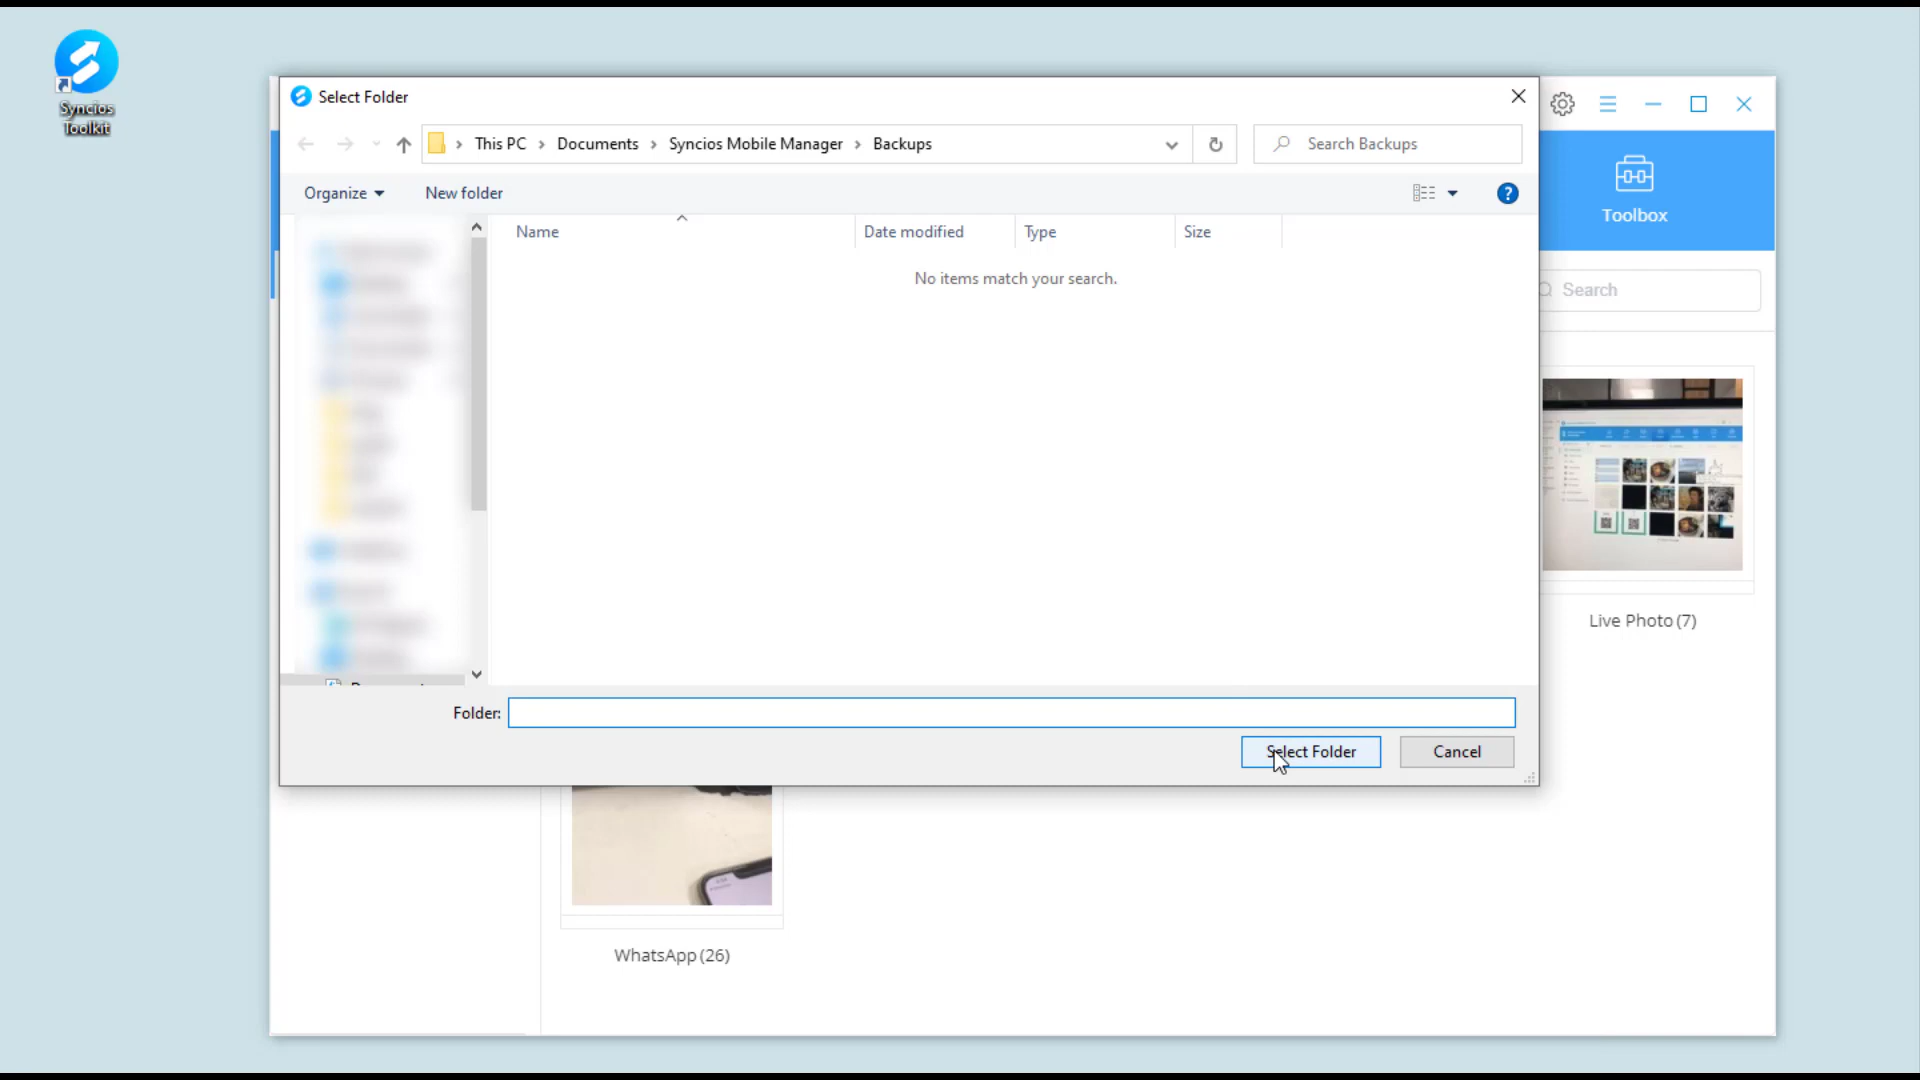 Syncios
Toolkit
Select Folder
This PC
Documents
Syncios Mobile Manager
Backups
Search Backups
Organize
New folder
?
Name
Date modified
Type
Size
No items match your search.
Folder:
Select Folder
Cancel
Toolbox
Search
Live Photo (7)
WhatsApp (26)